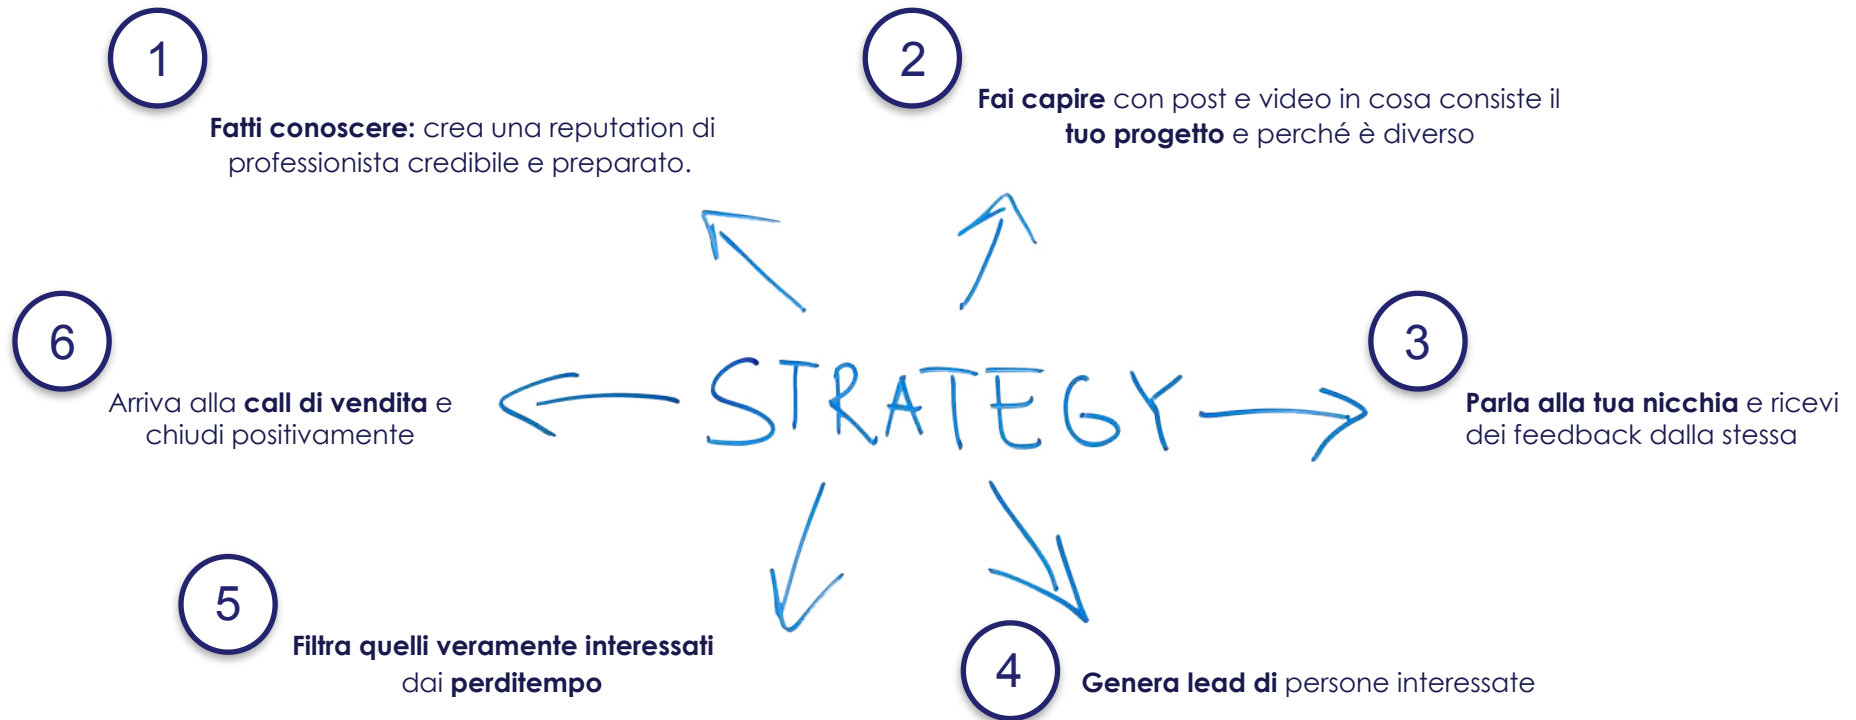 1
Fatti conoscere: crea una reputation di
professionista credibile e preparato.
2
Fai capire con post e video in cosa consiste il
tuo progetto e perché è diverso
3
Parla alla tua nicchia e ricevi
dei feedback dalla stessa
STRATEGY
6
Arriva alla call di vendita e
chiudi positivamente
5
Filtra quelli veramente interessati
dai perditempo
4
Genera lead di persone interessate